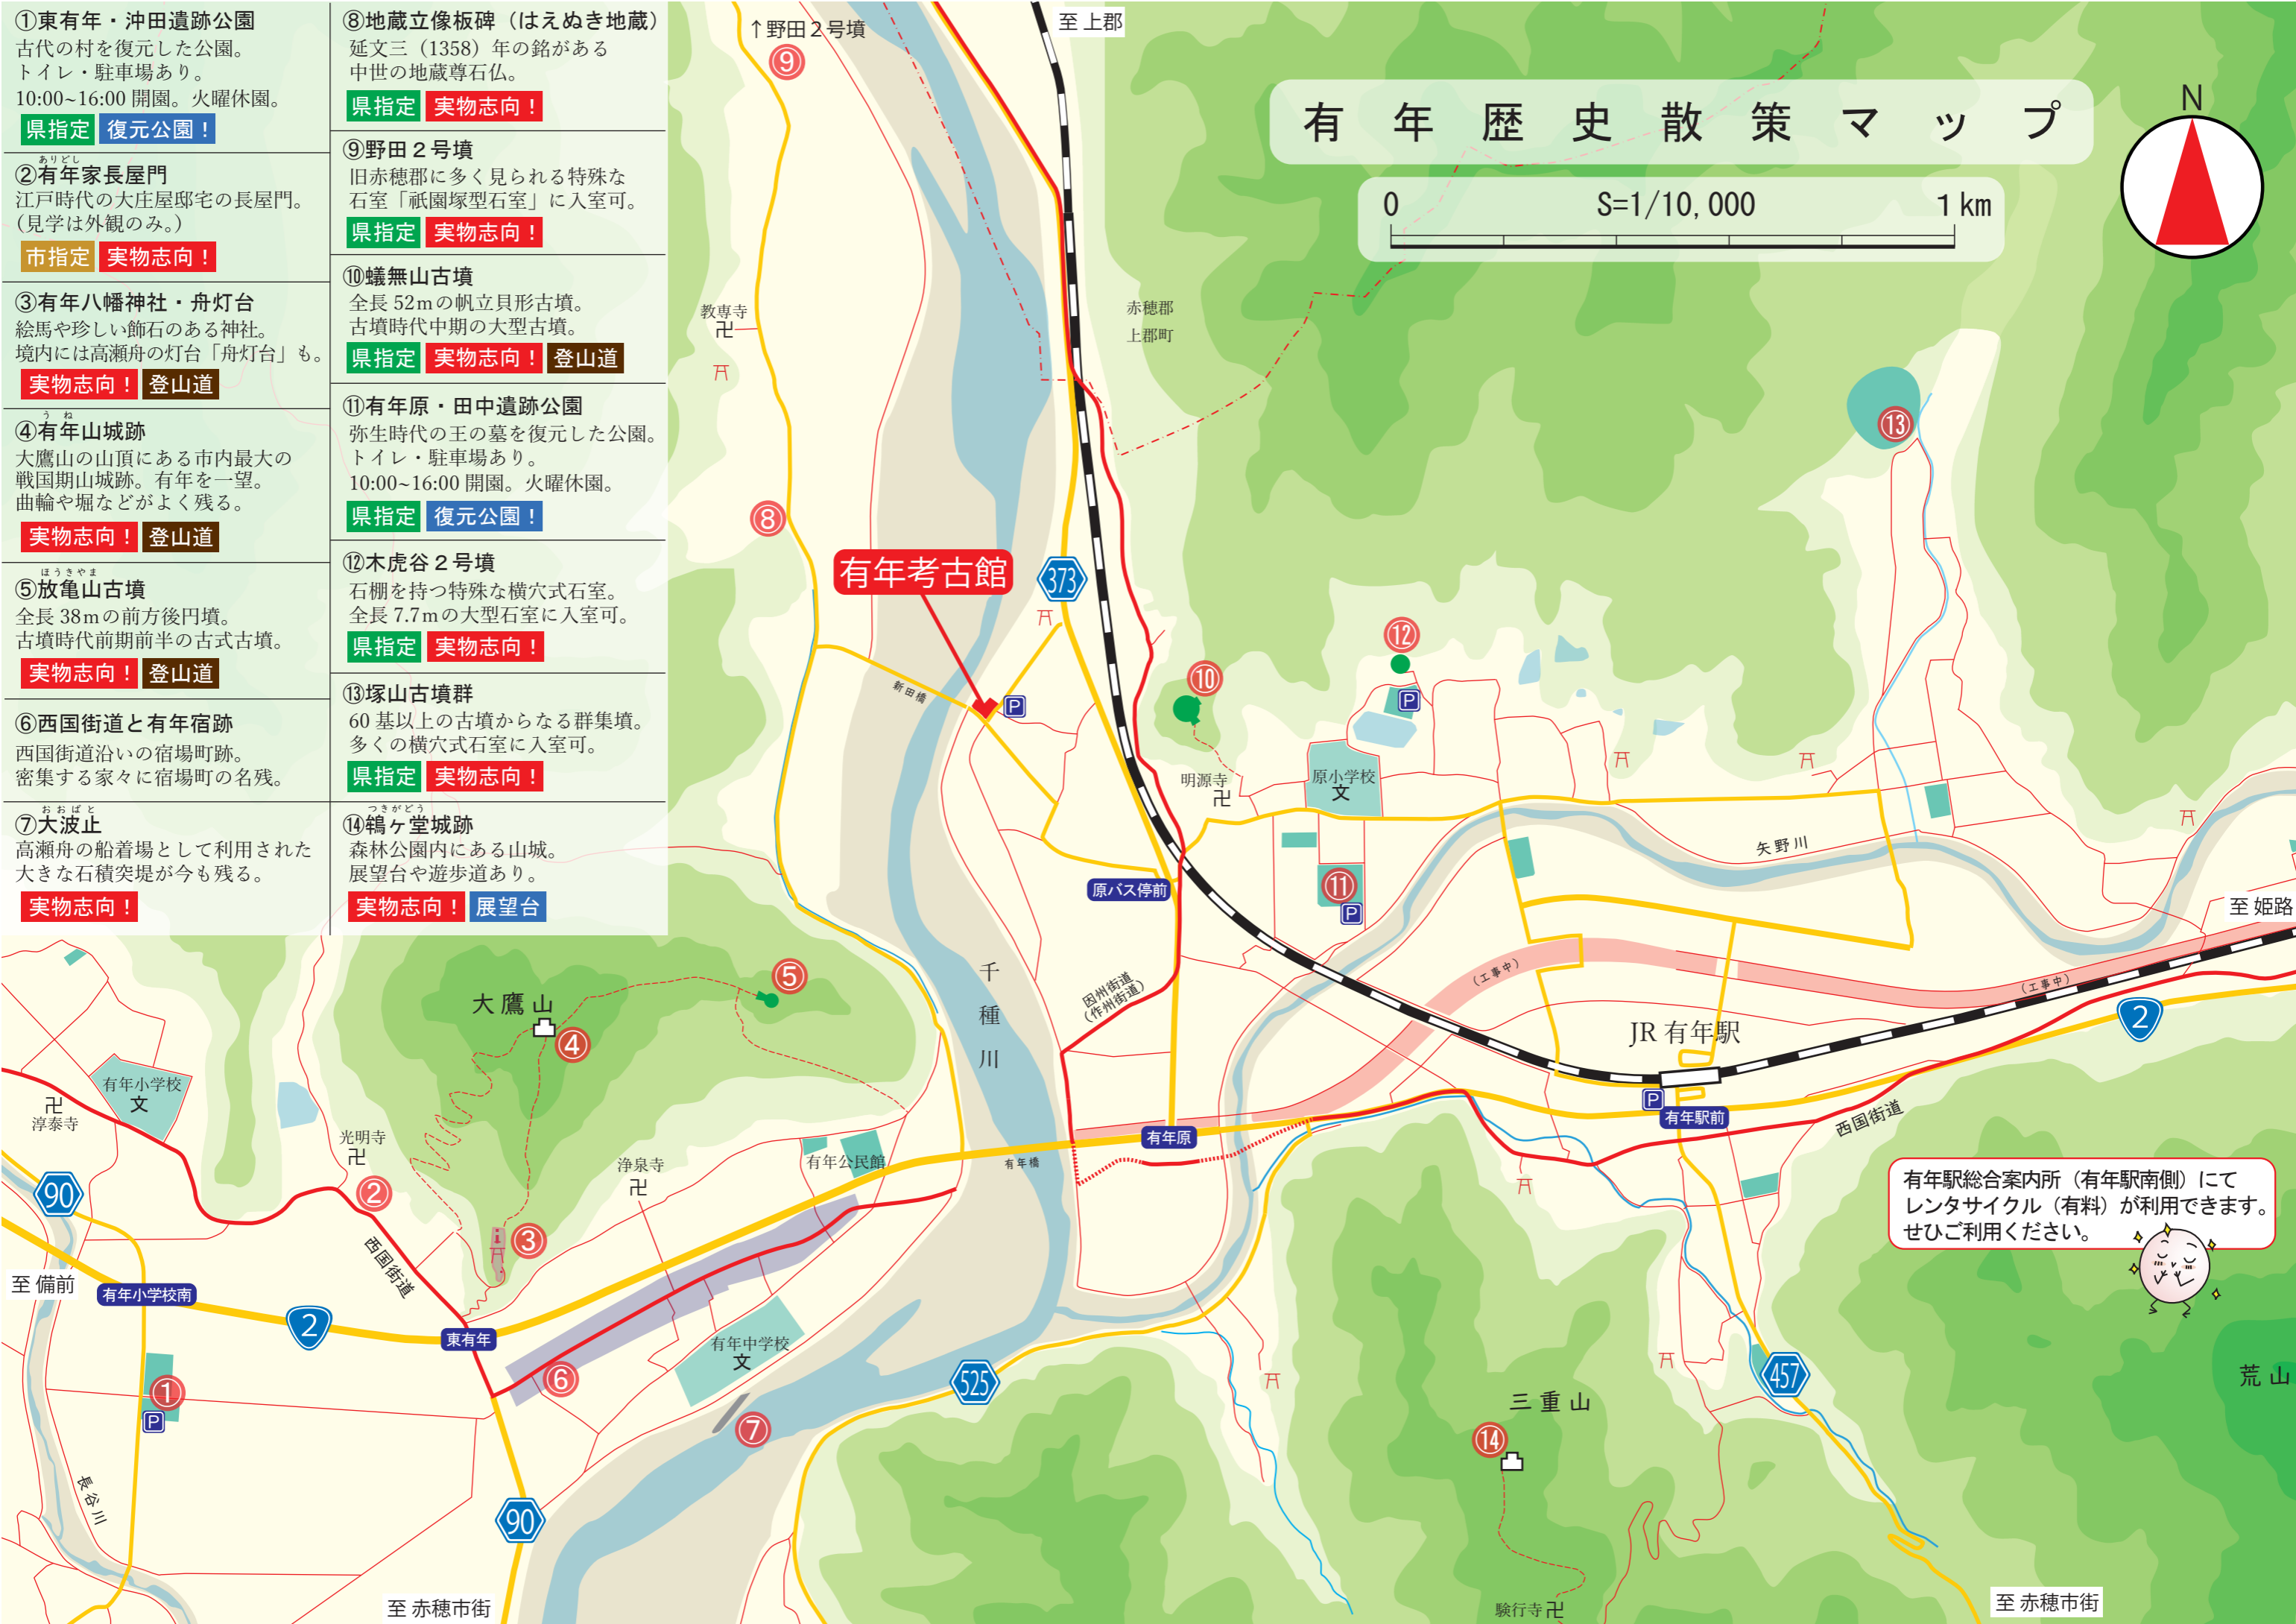 ①東有年・沖田遺跡公園
古代の村を復元した公園。
トイレ・駐車場あり。
10:00~16:00 開園。火曜休園。
県指定 復元公園！
ありどし
②有年家長屋門
江戸時代の大庄屋邸宅の長屋門。
（見学は外観のみ。）
市指定 実物志向！
③有年八幡神社・舟灯台
絵馬や珍しい飾石のある神社。
境内には高瀬舟の灯台「舟灯台」も。
実物志向！ 登山道
うね
④有年山城跡
大鷹山の山頂にある市内最大の
戦国期山城跡。有年を一望。
曲輪や堀などがよく残る。
実物志向！ 登山道
ほうきやま
⑤放亀山古墳
全長 38ｍの前方後円墳。
古墳時代前期前半の古式古墳。
実物志向！ 登山道
⑥西国街道と有年宿跡
西国街道沿いの宿場町跡。
密集する家々に宿場町の名残。
おおばと
⑦大波止
高瀬舟の船着場として利用された
大きな石積突堤が今も残る。
実物志向！
⑧地蔵立像板碑（はえぬき地蔵）
延文三（1358）年の銘がある
中世の地蔵尊石仏。
県指定 実物志向！
⑨野田２号墳
旧赤穂郡に多く見られる特殊な
石室「祇園塚型石室」に入室可。
県指定 実物志向！
⑩蟻無山古墳
全長 52ｍの帆立貝形古墳。
古墳時代中期の大型古墳。
県指定 実物志向！ 登山道
⑪有年原・田中遺跡公園
弥生時代の王の墓を復元した公園。
トイレ・駐車場あり。
10:00~16:00 開園。火曜休園。
県指定 復元公園！
⑫木虎谷２号墳
石棚を持つ特殊な横穴式石室。
全長 7.7ｍの大型石室に入室可。
県指定 実物志向！
⑬塚山古墳群
60 基以上の古墳からなる群集墳。
多くの横穴式石室に入室可。
県指定 実物志向！
つきがどう
⑭鴾ヶ堂城跡
森林公園内にある山城。
展望台や遊歩道あり。
実物志向！ 展望台
有年歴史散策マップ
0 S=1/10,000 1 km
N
↑野田２号墳
⑨
至 上郡
教専寺
赤穂郡
上郡町
⑬
⑧
有年考古館
373
⑫
P
新田橋
P
⑩
明源寺
原小学校
文
矢野川
原バス停前
⑪
P
至 姫路
千種川
因州街道
（作州街道）
（工事中）
（工事中）
JR 有年駅
2
P
有年駅前
西国街道
大鷹山
④
⑤
有年小学校
文
淳泰寺
光明寺
②
浄泉寺
有年公民館
有年橋
有年原
90
③
西国街道
至 備前
有年小学校南
2
東有年
有年中学校
文
⑥
⑦
①
P
長谷川
90
至 赤穂市街
525
三重山
⑭
験行寺
457
荒山
至 赤穂市街
有年駅総合案内所（有年駅南側）にて
レンタサイクル（有料）が利用できます。
ぜひご利用ください。